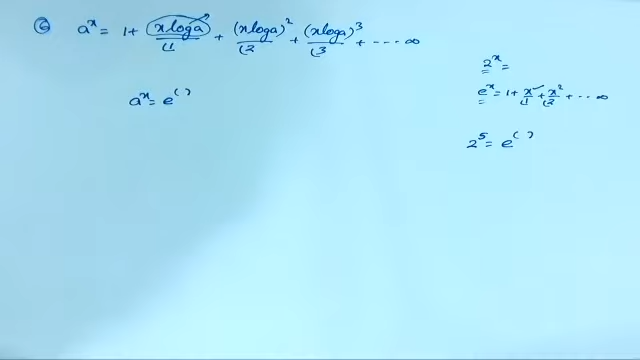 ⑥ a^x = 1 + (x log a)/⌊1 + (x log a)^2/⌊2 + (x log a)^3/⌊3 + ---- ∞
2^x =
e^x = 1 + x/⌊1 + x^2/⌊2 + --- ∞
a^x = e^( )
2^5 = e^( )